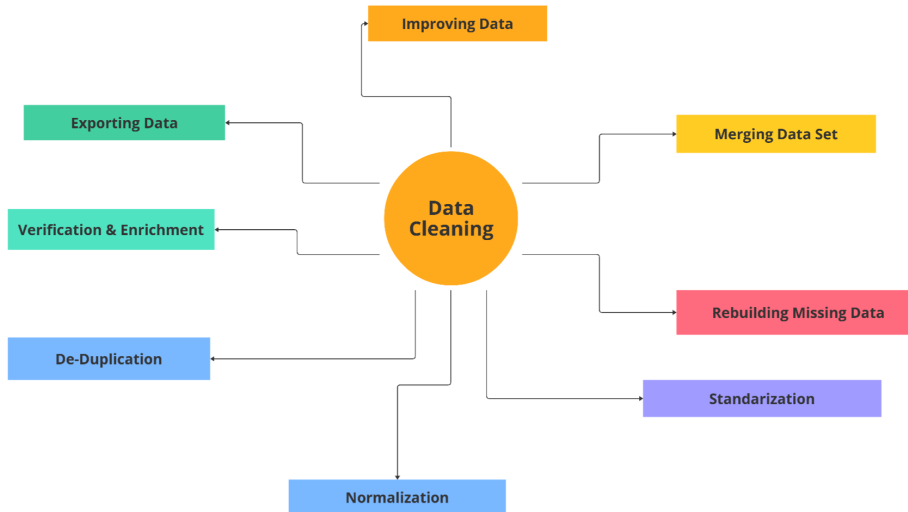 Improving Data
Exporting Data
Merging Data Set
Data
Cleaning
Verification & Enrichment
Rebuilding Missing Data
De-Duplication
Standarization
Normalization